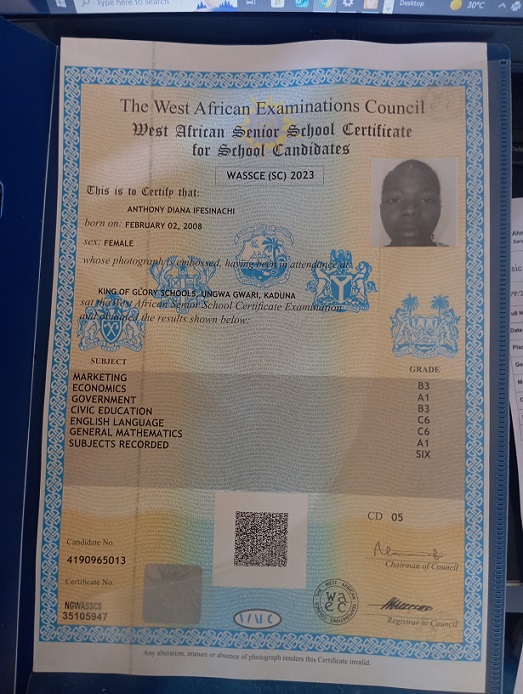 Type here to search
Desktop
30°C
The West African Examinations Council
West African Senior School Certificate
for School Candidates
WASSCE (SC) 2023
This is to Certify that:
ANTHONY DIANA IFESINACHI
born on: FEBRUARY 02, 2008
sex: FEMALE
whose photograph is embossed, having been in attendance at
KING OF GLORY SCHOOLS, UNGWA GWARI, KADUNA
sat the West African Senior School Certificate Examination
and obtained the results shown below:
SUBJECT GRADE
MARKETING B3
ECONOMICS A1
GOVERNMENT B3
CIVIC EDUCATION C6
ENGLISH LANGUAGE C6
GENERAL MATHEMATICS A1
SUBJECTS RECORDED SIX
CD 05
Candidate No.
4190965013
Chairman of Council
Certificate No.
NGWASSCS
35105947
WAEC
waec
Registrar to Council
Any alteration, erasure or absence of photograph renders this Certificate invalid.